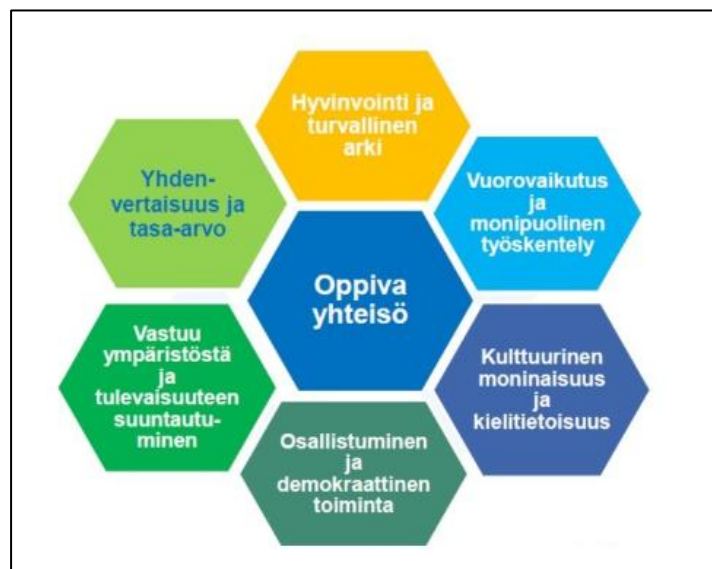 Hyvinvointi ja
turvallinen
arki
Yhden-
vertaisuus ja
tasa-arvo
Vuorovaikutus
ja
monipuolinen
työskentely
Oppiva
yhteisö
Vastuu
ympäristöstä
ja
tulevaisuuteen
suuntautu-
minen
Kulttuurinen
moninaisuus
ja
kielitietoisuus
Osallistuminen
ja
demokraattinen
toiminta